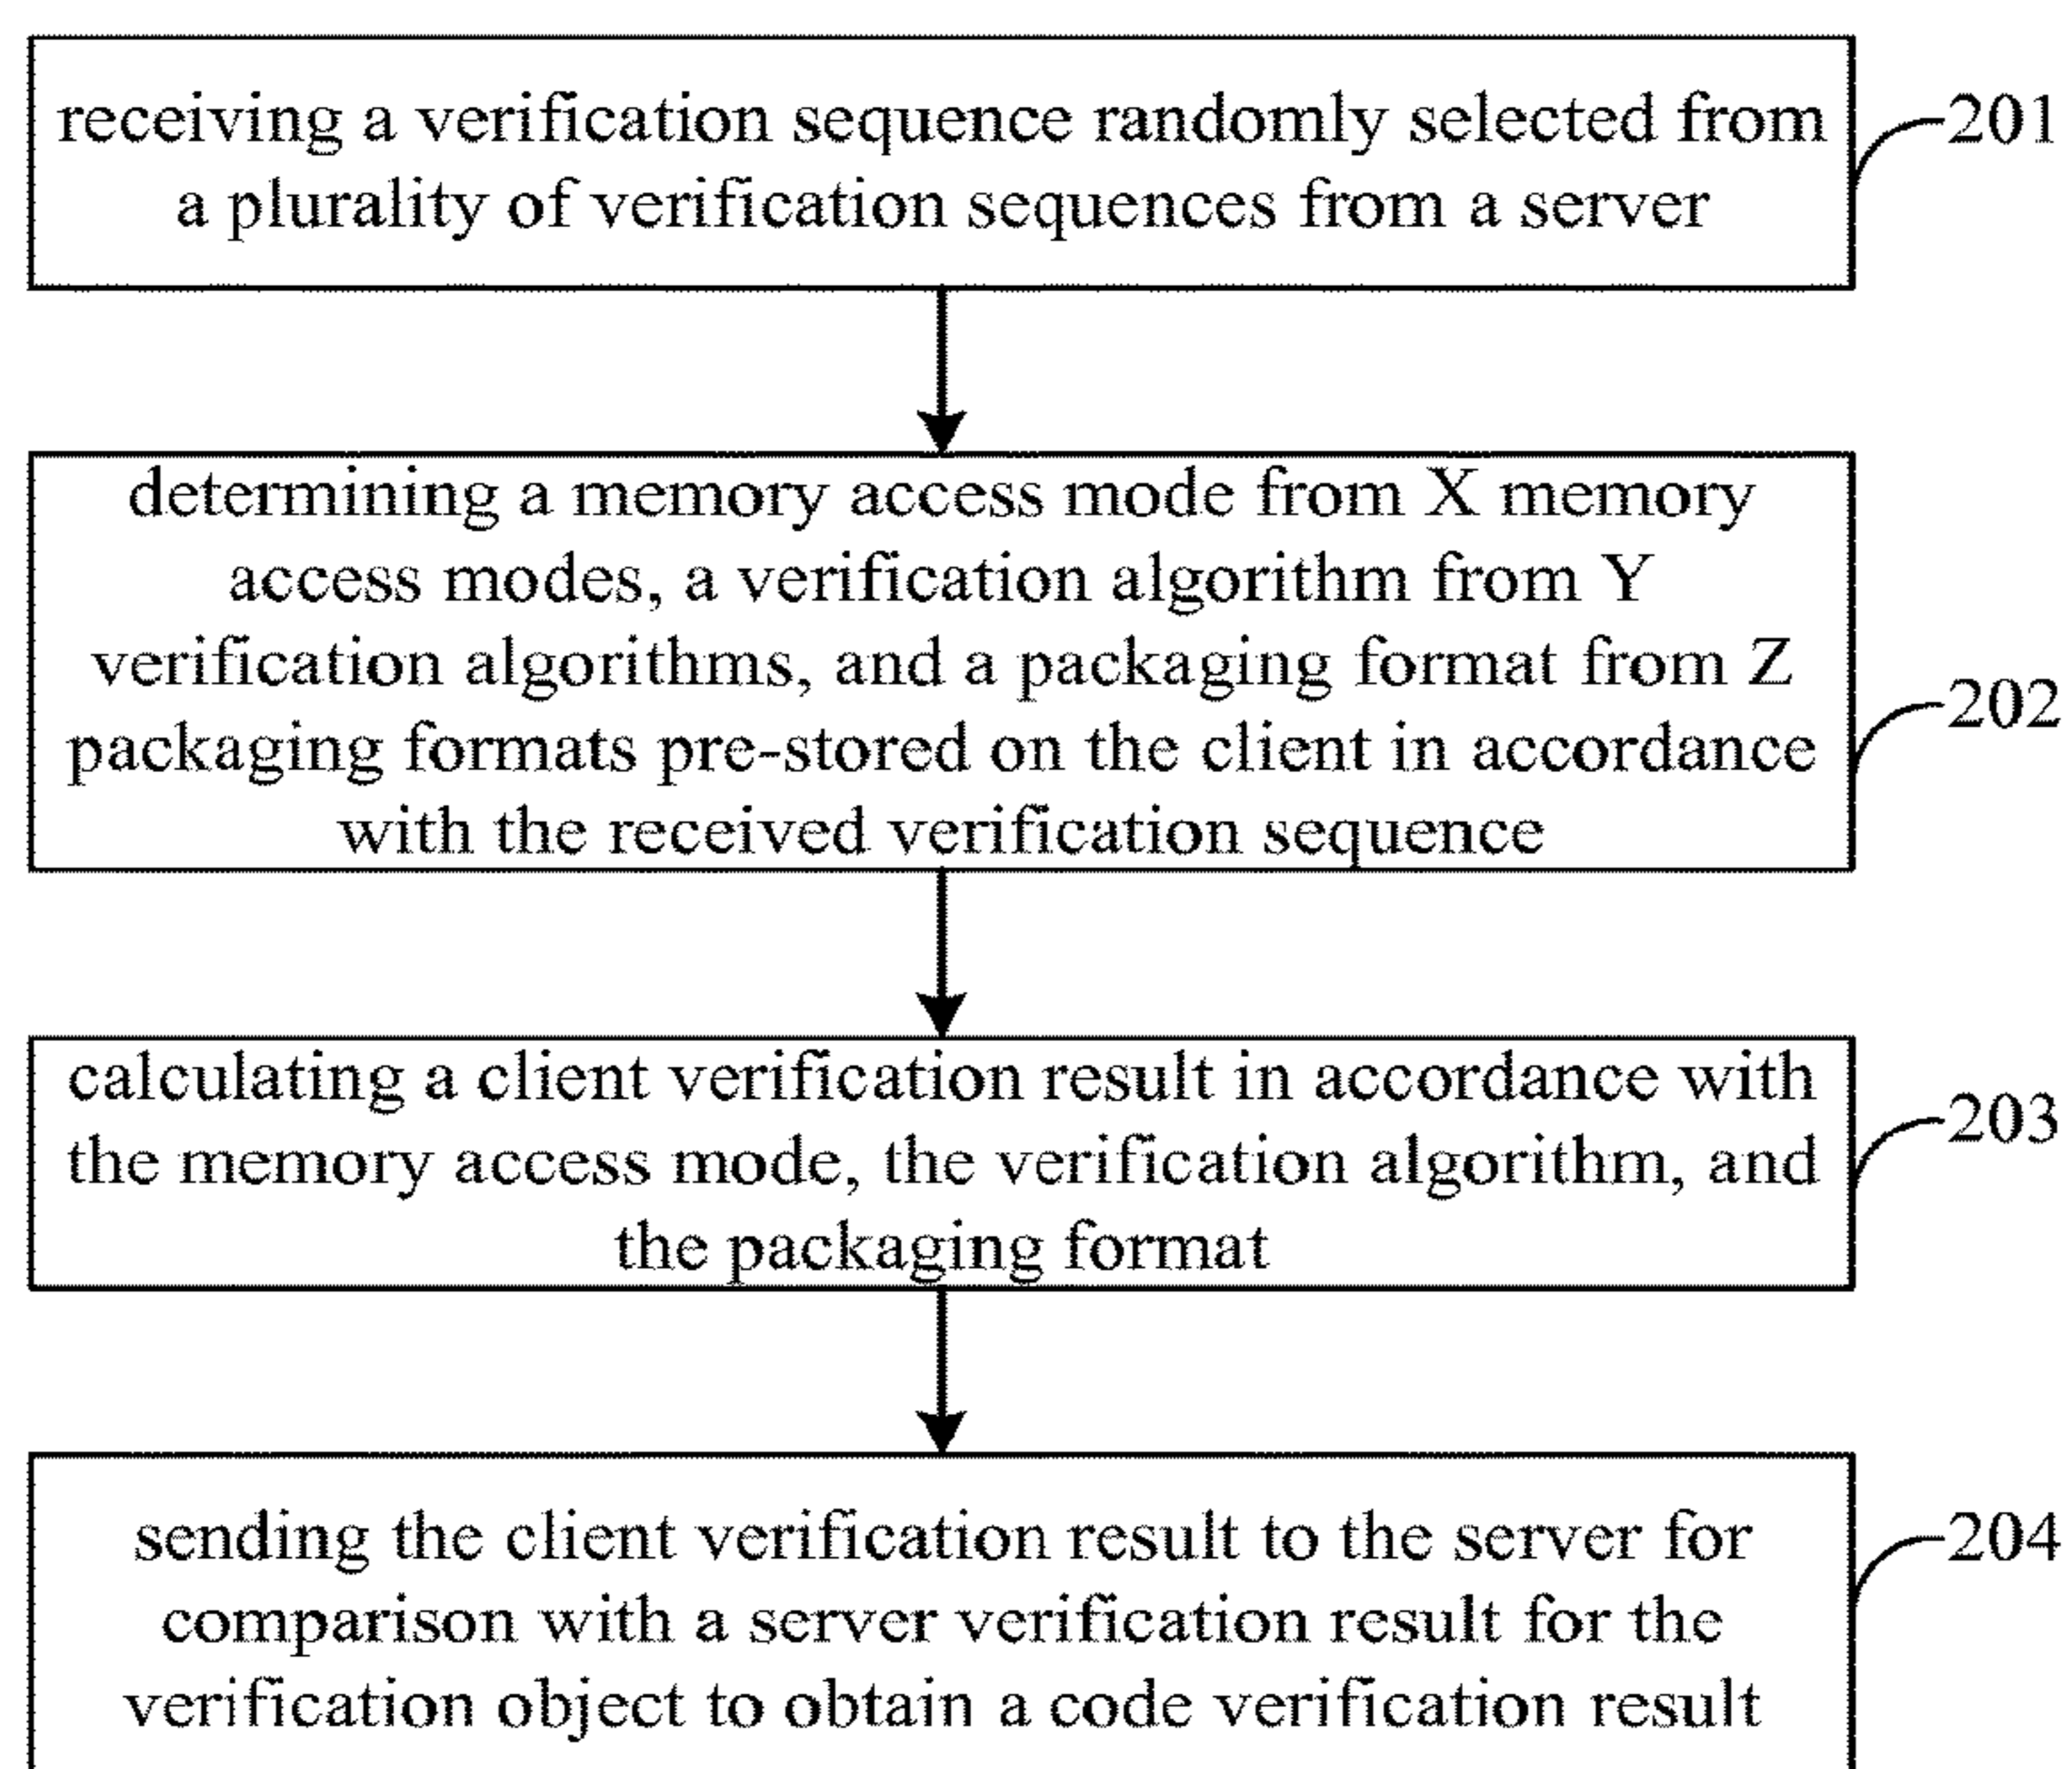 receiving a verification sequence randomly selected from
a plurality of verification sequences from a server
201
determining a memory access mode from X memory
access modes, a verification algorithm from Y
verification algorithms, and a packaging format from Z
packaging formats pre-stored on the client in accordance
with the received verification sequence
202
calculating a client verification result in accordance with
the memory access mode, the verification algorithm, and
the packaging format
203
sending the client verification result to the server for
comparison with a server verification result for the
verification object to obtain a code verification result
204